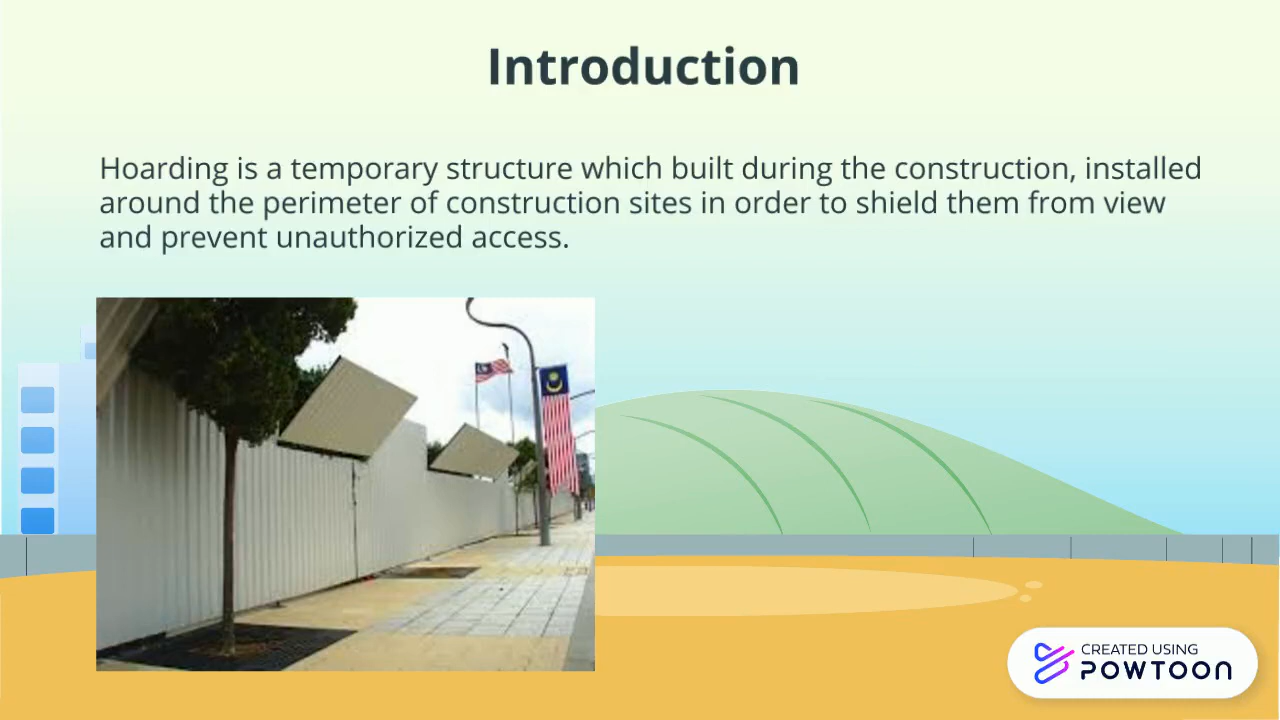 Introduction
Hoarding is a temporary structure which built during the construction, installed
around the perimeter of construction sites in order to shield them from view
and prevent unauthorized access.
CREATED USING
POWTOON